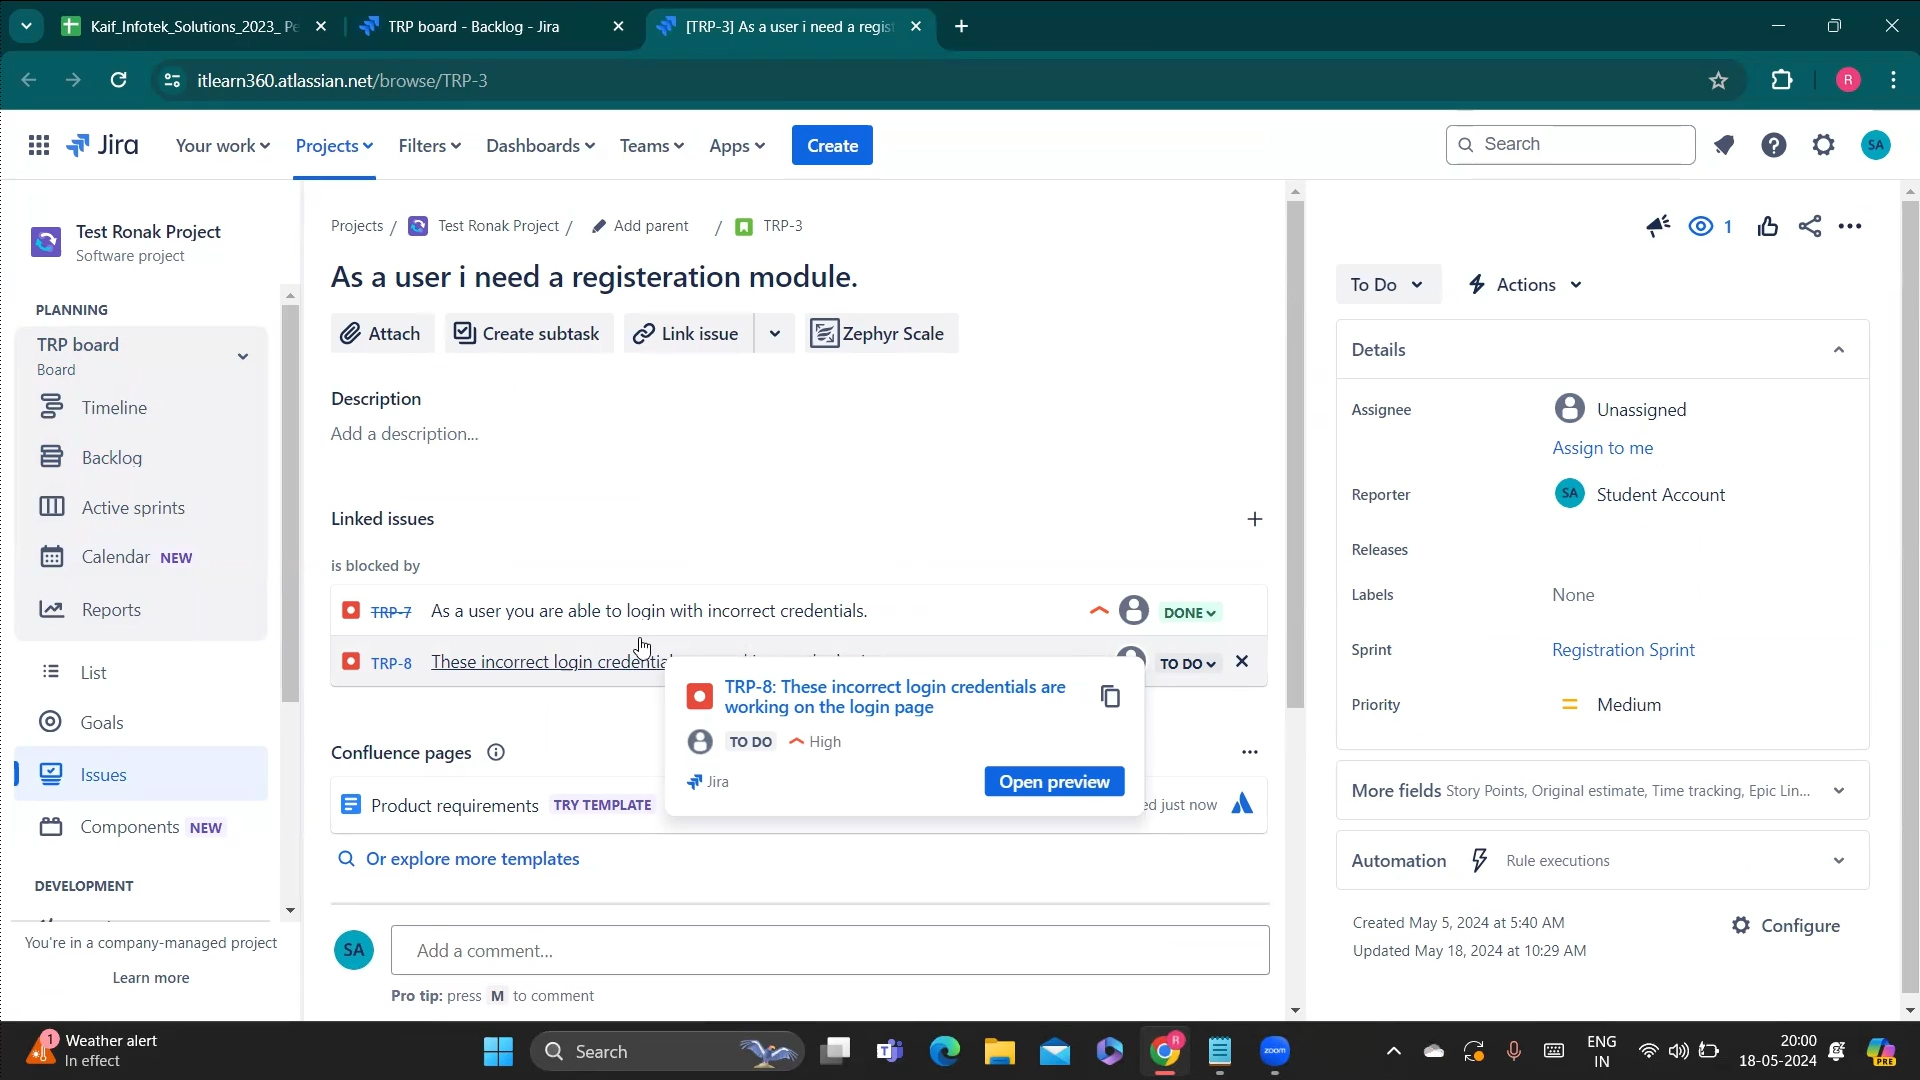 Kaif_Infotek_Solutions_2023_ Pe
TRP board - Backlog - Jira
[TRP-3] As a user i need a regist
itlearn360.atlassian.net/browse/TRP-3
R
Jira
Your work
Projects
Filters
Dashboards
Teams
Apps
Create
Search
SA
Test Ronak Project
Software project
PLANNING
TRP board
Board
Timeline
Backlog
Active sprints
Calendar NEW
Reports
List
Goals
Issues
Components NEW
DEVELOPMENT
You're in a company-managed project
Learn more
Projects / Test Ronak Project / Add parent / TRP-3
As a user i need a registeration module.
Attach
Create subtask
Link issue
Zephyr Scale
Description
Add a description...
Linked issues
is blocked by
TRP-7 As a user you are able to login with incorrect credentials. DONE
TRP-8 These incorrect login credential TO DO
TRP-8: These incorrect login credentials are
working on the login page
TO DO High
Jira
Open preview
Confluence pages
Product requirements TRY TEMPLATE ed just now
Or explore more templates
SA
Add a comment...
Pro tip: press M to comment
1
To Do
Actions
Details
Assignee
Unassigned
Assign to me
Reporter
SA Student Account
Releases
Labels
None
Sprint
Registration Sprint
Priority
Medium
More fields Story Points, Original estimate, Time tracking, Epic Lin...
Automation Rule executions
Created May 5, 2024 at 5:40 AM
Updated May 18, 2024 at 10:29 AM
Configure
1
Weather alert
In effect
Search
R
zoom
ENG
IN
20:00
18-05-2024
PRE